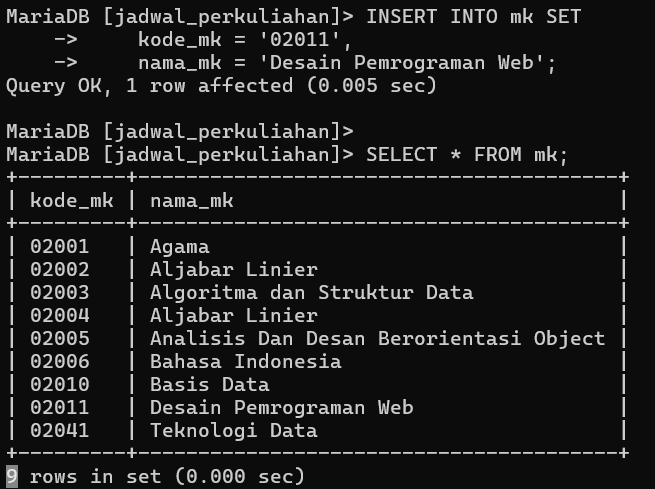 MariaDB [jadwal_perkuliahan]> INSERT INTO mk SET
    ->     kode_mk = '02011',
    ->     nama_mk = 'Desain Pemrograman Web';
Query OK, 1 row affected (0.005 sec)

MariaDB [jadwal_perkuliahan]>
MariaDB [jadwal_perkuliahan]> SELECT * FROM mk;
+---------+----------------------------------------+
| kode_mk | nama_mk                                |
+---------+----------------------------------------+
| 02001   | Agama                                  |
| 02002   | Aljabar Linier                         |
| 02003   | Algoritma dan Struktur Data            |
| 02004   | Aljabar Linier                         |
| 02005   | Analisis Dan Desan Berorientasi Object |
| 02006   | Bahasa Indonesia                       |
| 02010   | Basis Data                             |
| 02011   | Desain Pemrograman Web                 |
| 02041   | Teknologi Data                         |
+---------+----------------------------------------+
9 rows in set (0.000 sec)